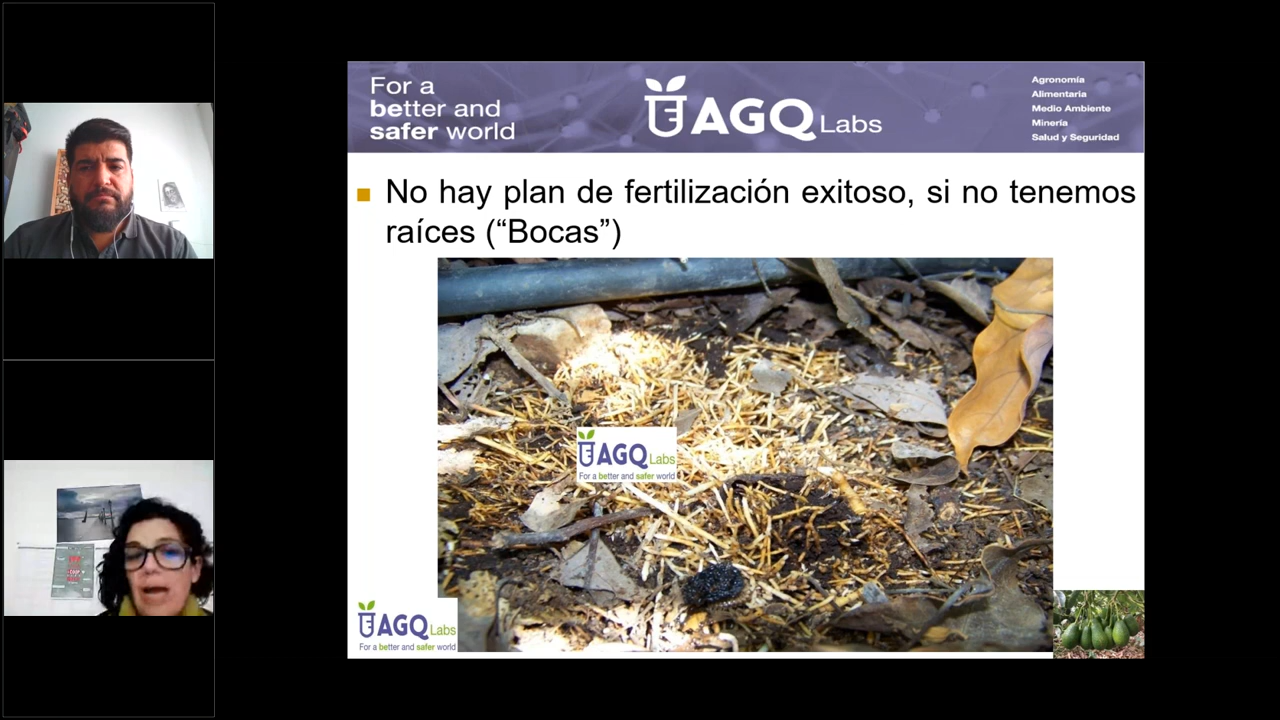 For a
better and
safer world
AGQ Labs
Agronomía
Alimentaria
Medio Ambiente
Minería
Salud y Seguridad
No hay plan de fertilización exitoso, si no tenemos
raíces (“Bocas”)
AGQ Labs
For a better and safer world
AGQ Labs
For a better and safer world